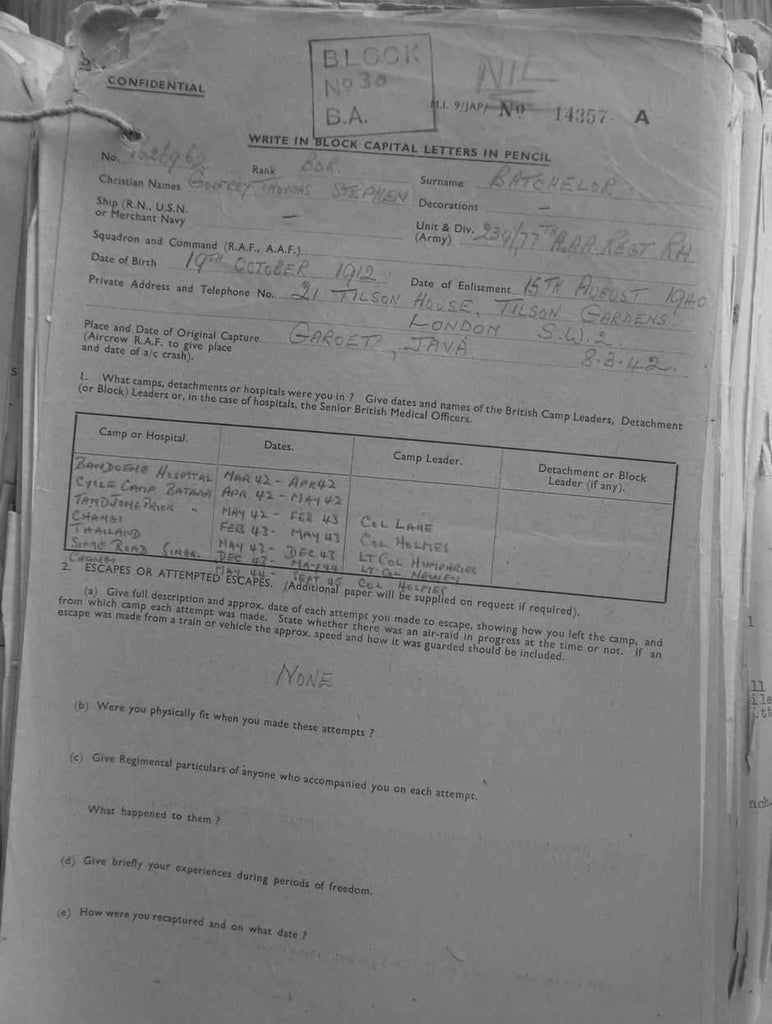 BLOCK
Nº 30
B.A.
NIL
CONFIDENTIAL
M.I. 9/JAP/ Nº 14357 A
WRITE IN BLOCK CAPITAL LETTERS IN PENCIL
No. Rank BDR. Surname BATCHELOR
Christian Names GODFREY THOMAS STEPHEN Decorations —
Ship (R.N., U.S.N. or Merchant Navy —
Unit & Div. (Army) 239/77TH H.AA REGT RA
Squadron and Command (R.A.F., A.A.F.)
Date of Birth 19TH OCTOBER 1912 Date of Enlistment 15TH AUGUST 1940
Private Address and Telephone No. 21 TILSON HOUSE, TILSON GARDENS
LONDON S.W.2
Place and Date of Original Capture GAROET, JAVA 8.3.42.
(Aircrew R.A.F. to give place
and date of a/c crash).
1. What camps, detachments or hospitals were you in ? Give dates and names of the British Camp Leaders, Detachment
(or Block) Leaders or, in the case of hospitals, the Senior British Medical Officers.
Camp or Hospital. Dates. Camp Leader. Detachment or Block Leader (if any).
BANDOENG HOSPITAL MAR 42 - APR 42
CYCLE CAMP BATAVIA APR. 42 - MAY 42
TANDJONG PRIOK " MAY 42 - FEB 43 COL LANE
CHANGI FEB 43 - MAY 43 COL HOLMES
THAILAND MAY 43 - DEC 43 LT COL HUMPHRIES
SIME ROAD SING. DEC 43 - MAY 44 LT-COL NEWEY
CHANGI MAY 44 - SEPT 45 COL HOLMES
2. ESCAPES OR ATTEMPTED ESCAPES. (Additional paper will be supplied on request if required).
(a) Give full description and approx. date of each attempt you made to escape, showing how you left the camp, and
from which camp each attempt was made. State whether there was an air-raid in progress at the time or not. If an
escape was made from a train or vehicle the approx. speed and how it was guarded should be included.
NONE
(b) Were you physically fit when you made these attempts ?
(c) Give Regimental particulars of anyone who accompanied you on each attempt.
What happened to them ?
(d) Give briefly your experiences during periods of freedom.
(e) How were you recaptured and on what date ?